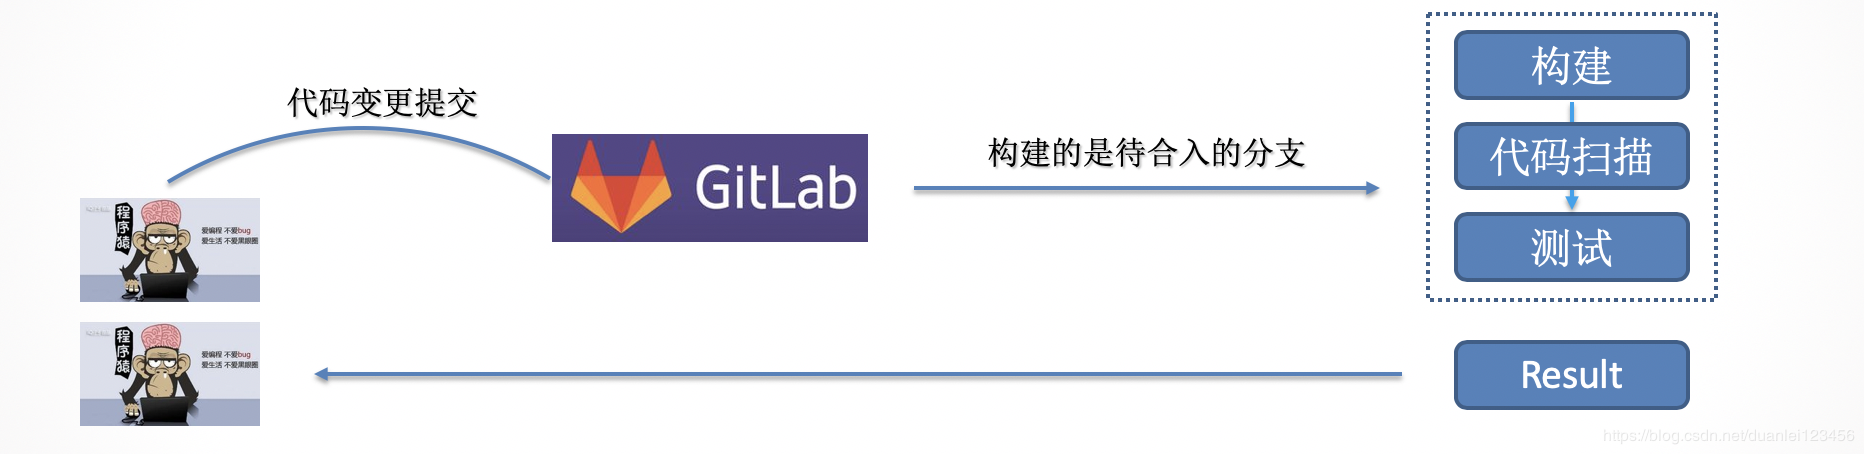 代码变更提交
GitLab
构建的是待合入的分支
构建
代码扫描
测试
程序猿
爱编程 不爱bug
爱生活 不爱黑眼圈
程序猿
爱编程 不爱bug
爱生活 不爱黑眼圈
Result
https://blog.csdn.net/duanlei123456